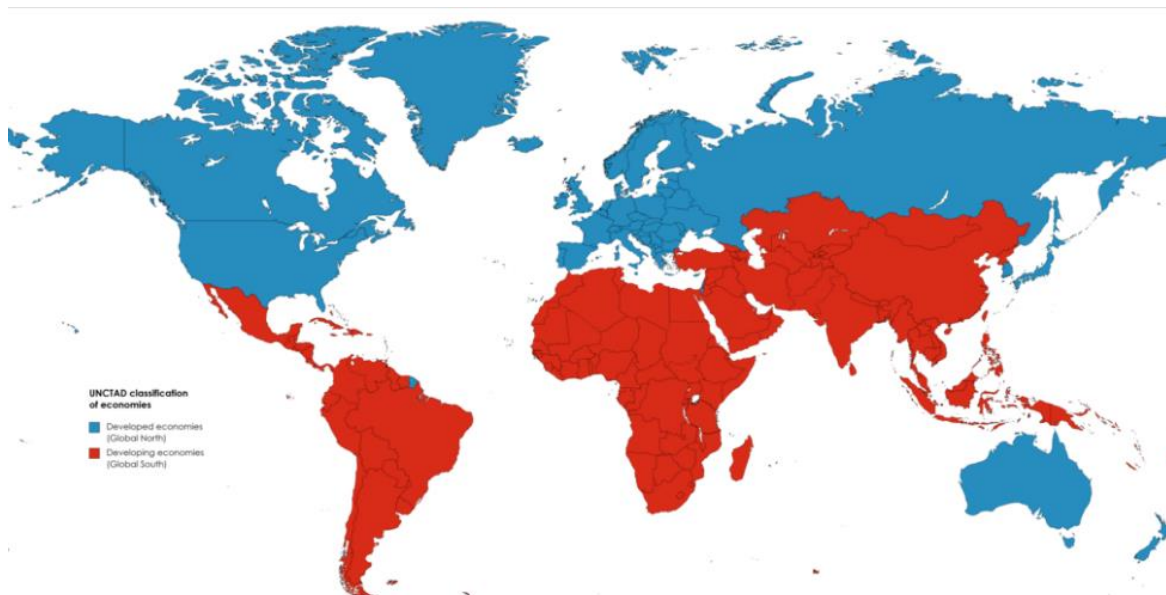 UNCTAD classification
of economies
Developed economies
(Global North)
Developing economies
(Global South)